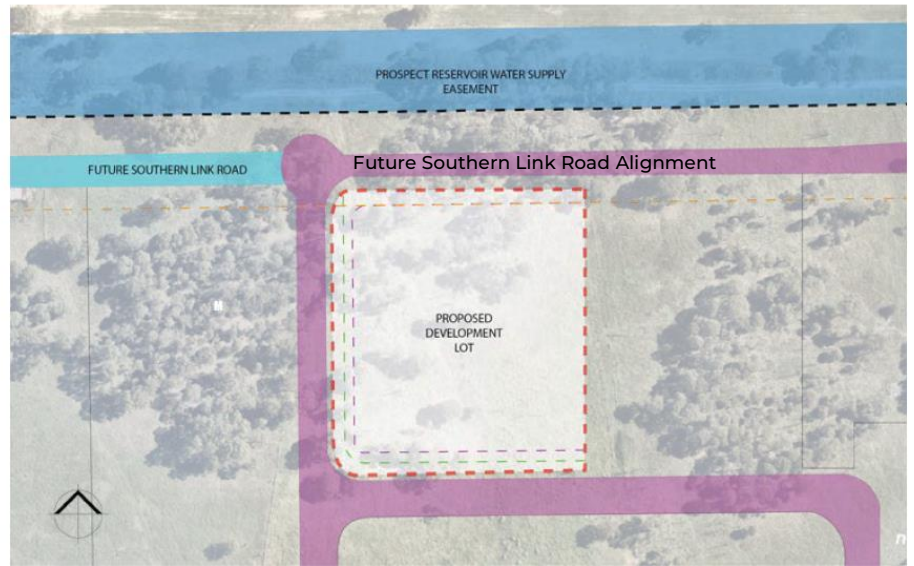 PROSPECT RESERVOIR WATER SUPPLY
EASEMENT
FUTURE SOUTHERN LINK ROAD
Future Southern Link Road Alignment
PROPOSED
DEVELOPMENT
LOT
n